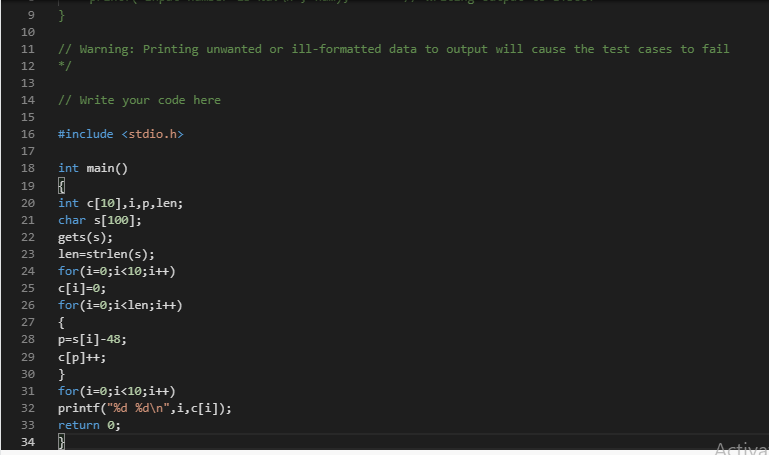 9 }
10
11 // Warning: Printing unwanted or ill-formatted data to output will cause the test cases to fail
12 */
13
14 // Write your code here
15
16 #include <stdio.h>
17
18 int main()
19 {
20 int c[10],i,p,len;
21 char s[100];
22 gets(s);
23 len=strlen(s);
24 for(i=0;i<10;i++)
25 c[i]=0;
26 for(i=0;i<len;i++)
27 {
28 p=s[i]-48;
29 c[p]++;
30 }
31 for(i=0;i<10;i++)
32 printf("%d %d\n",i,c[i]);
33 return 0;
34 }